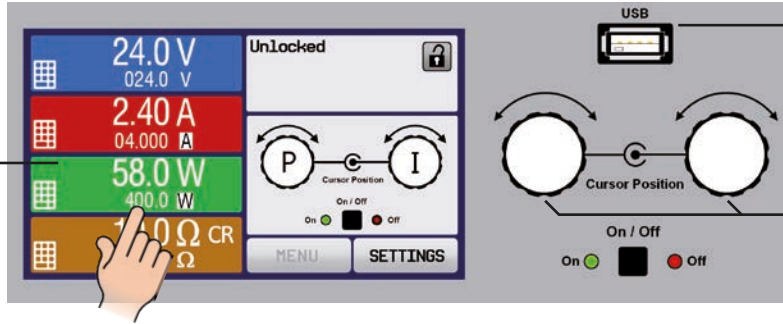 24.0 V
024.0 V
2.40 A
04.000 A
58.0 W
400.0 W
Ω CR
Ω
Unlocked
P
I
Cursor Position
On / Off
On
Off
MENU
SETTINGS
USB
Cursor Position
On / Off
On
Off